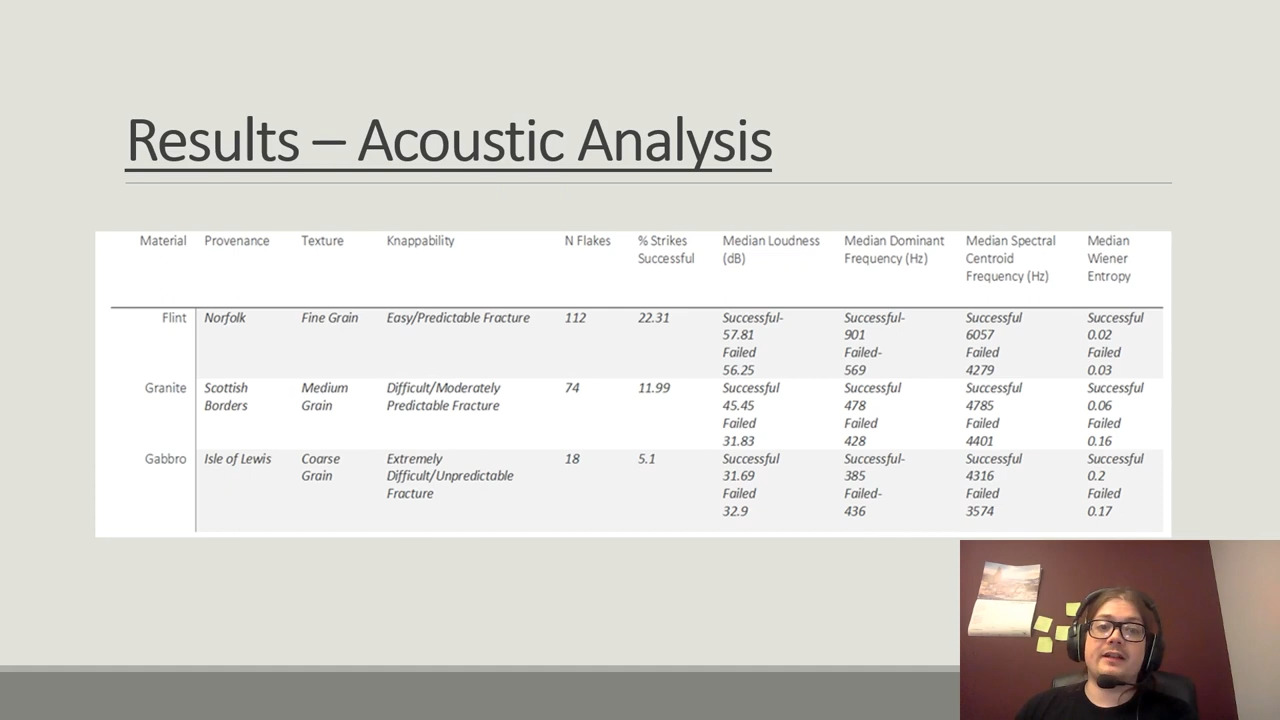 Results – Acoustic Analysis
Material Provenance Texture Knappability N Flakes % Strikes Successful Median Loudness (dB) Median Dominant Frequency (Hz) Median Spectral Centroid Frequency (Hz) Median Wiener Entropy
Flint Norfolk Fine Grain Easy/Predictable Fracture 112 22.31 Successful- 57.81 Failed 56.25 Successful- 901 Failed- 569 Successful 6057 Failed 4279 Successful 0.02 Failed 0.03
Granite Scottish Borders Medium Grain Difficult/Moderately Predictable Fracture 74 11.99 Successful 45.45 Failed 31.83 Successful 478 Failed 428 Successful 4785 Failed 4401 Successful 0.06 Failed 0.16
Gabbro Isle of Lewis Coarse Grain Extremely Difficult/Unpredictable Fracture 18 5.1 Successful 31.69 Failed 32.9 Successful- 385 Failed- 436 Successful 4316 Failed 3574 Successful 0.2 Failed 0.17